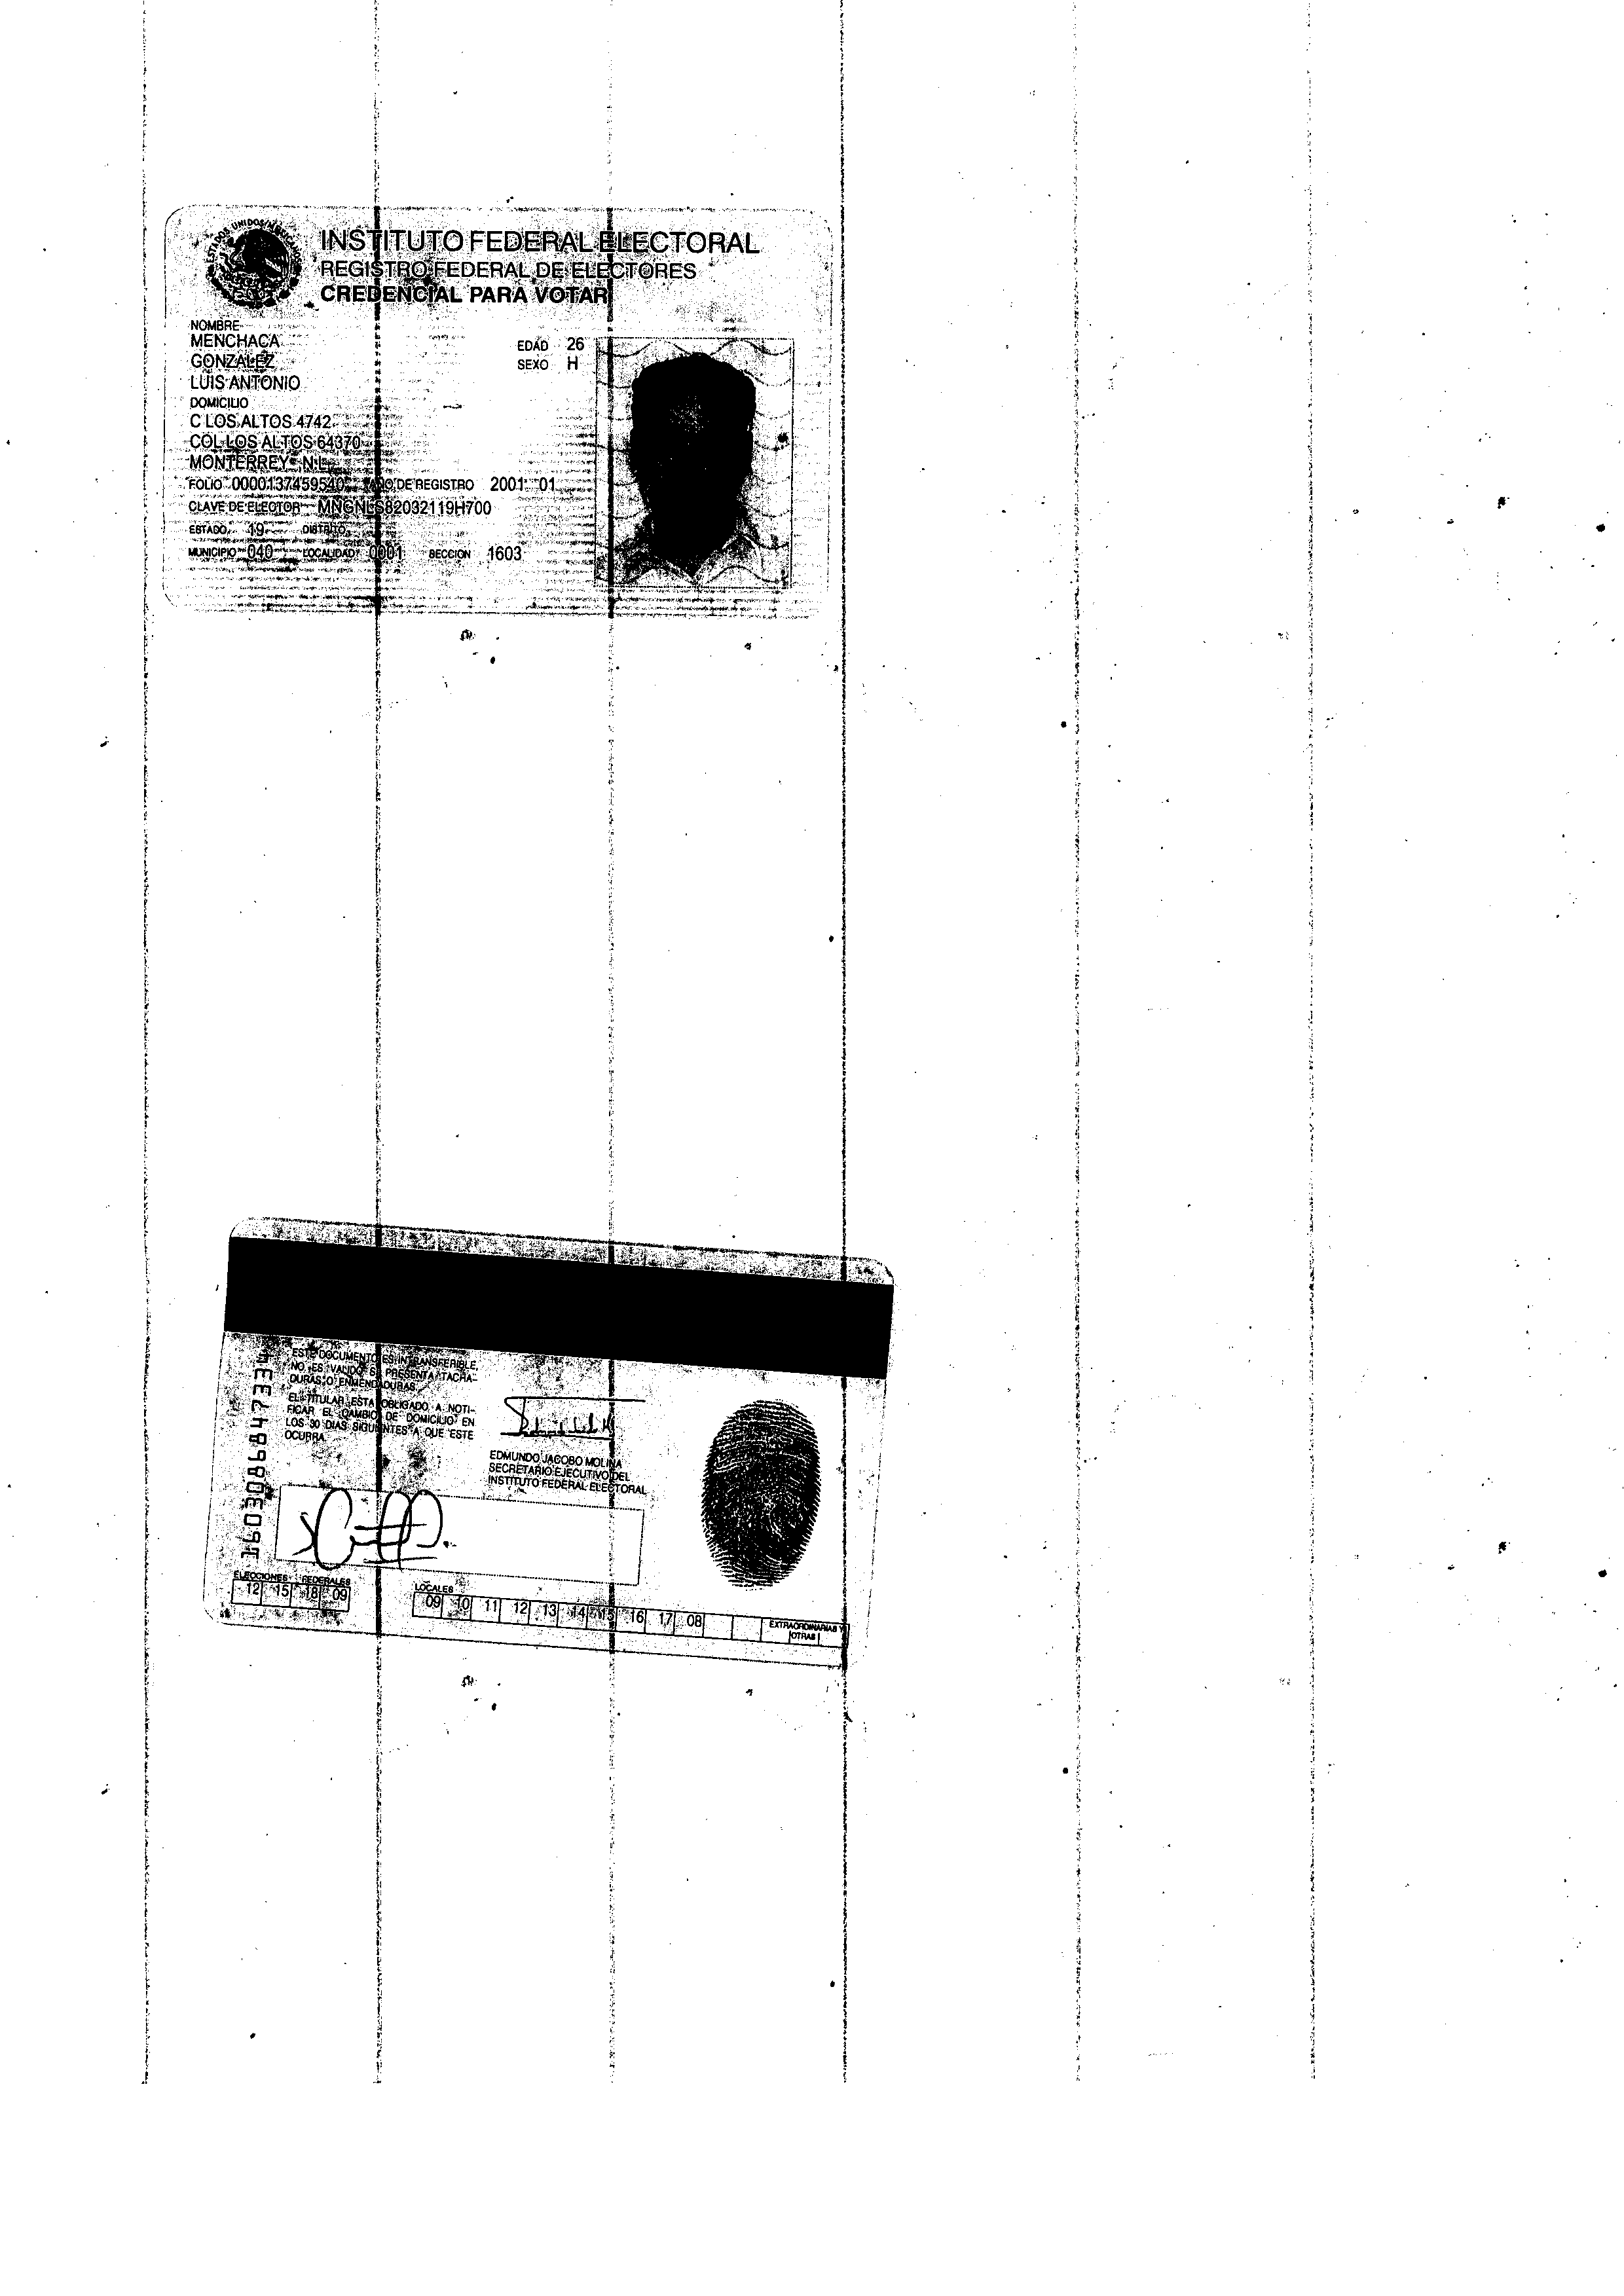 ESTADOS UNIDOS MEXICANOS
INSTITUTO FEDERAL ELECTORAL
REGISTRO FEDERAL DE ELECTORES
CREDENCIAL PARA VOTAR
NOMBRE
MENCHACA
GONZALEZ
LUIS ANTONIO
EDAD 26
SEXO H
DOMICILIO
C LOS ALTOS 4742
COL LOS ALTOS 64370
MONTERREY N.L.
FOLIO 0000137459540 AÑO DE REGISTRO 2001 01
CLAVE DE ELECTOR MNGNLS82032119H700
ESTADO 19 DISTRITO
MUNICIPIO 040 LOCALIDAD 0001 SECCION 1603
ESTE DOCUMENTO ES INTRANSFERIBLE,
NO ES VALIDO SI PRESENTA TACHA-
DURAS O ENMENDADURAS.
EL TITULAR ESTA OBLIGADO A NOTI-
FICAR EL CAMBIO DE DOMICILIO EN
LOS 30 DIAS SIGUIENTES A QUE ESTE
OCURRA.
EDMUNDO JACOBO MOLINA
SECRETARIO EJECUTIVO DEL
INSTITUTO FEDERAL ELECTORAL
ELECCIONES FEDERALES
12 15 18 09
LOCALES
09 10 11 12 13 14 15 16 17 08
EXTRAORDINARIAS Y
OTRAS